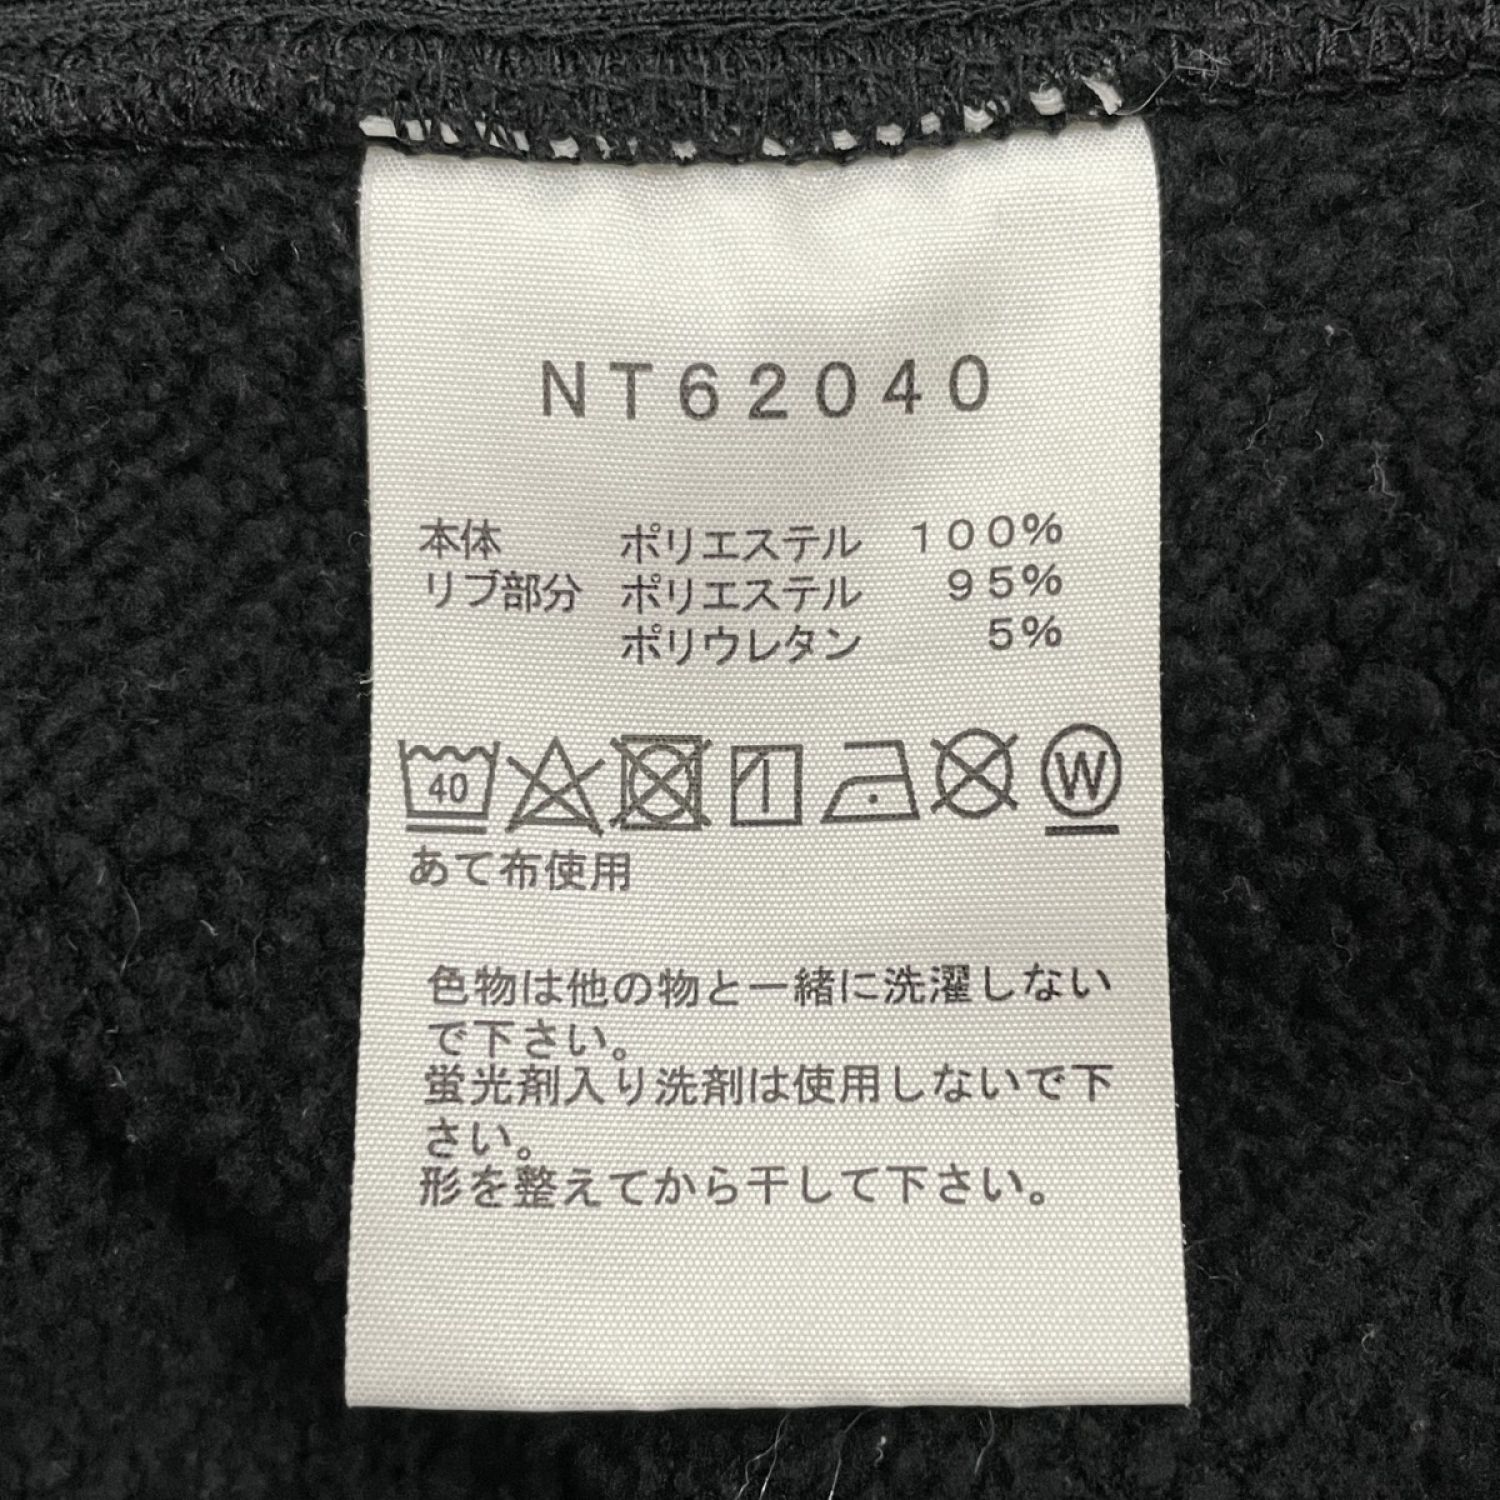 NT62040
本体 ポリエステル 100%
リブ部分 ポリエステル 95%
ポリウレタン 5%
40 W
あて布使用
色物は他の物と一緒に洗濯しない
で下さい。
蛍光剤入り洗剤は使用しないで下
さい。
形を整えてから干して下さい。